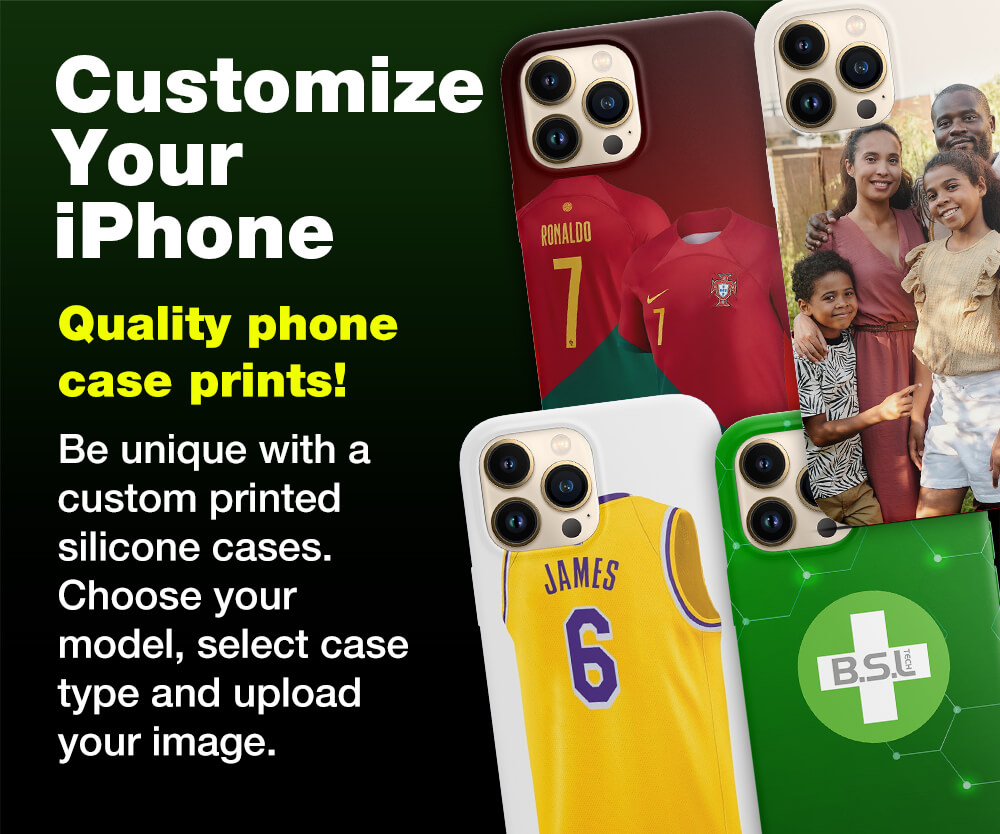 Customize
Your
iPhone
Quality phone
case prints!
Be unique with a
custom printed
silicone cases.
Choose your
model, select case
type and upload
your image.
RONALDO
7
7
JAMES
6
B.S.L
TECH